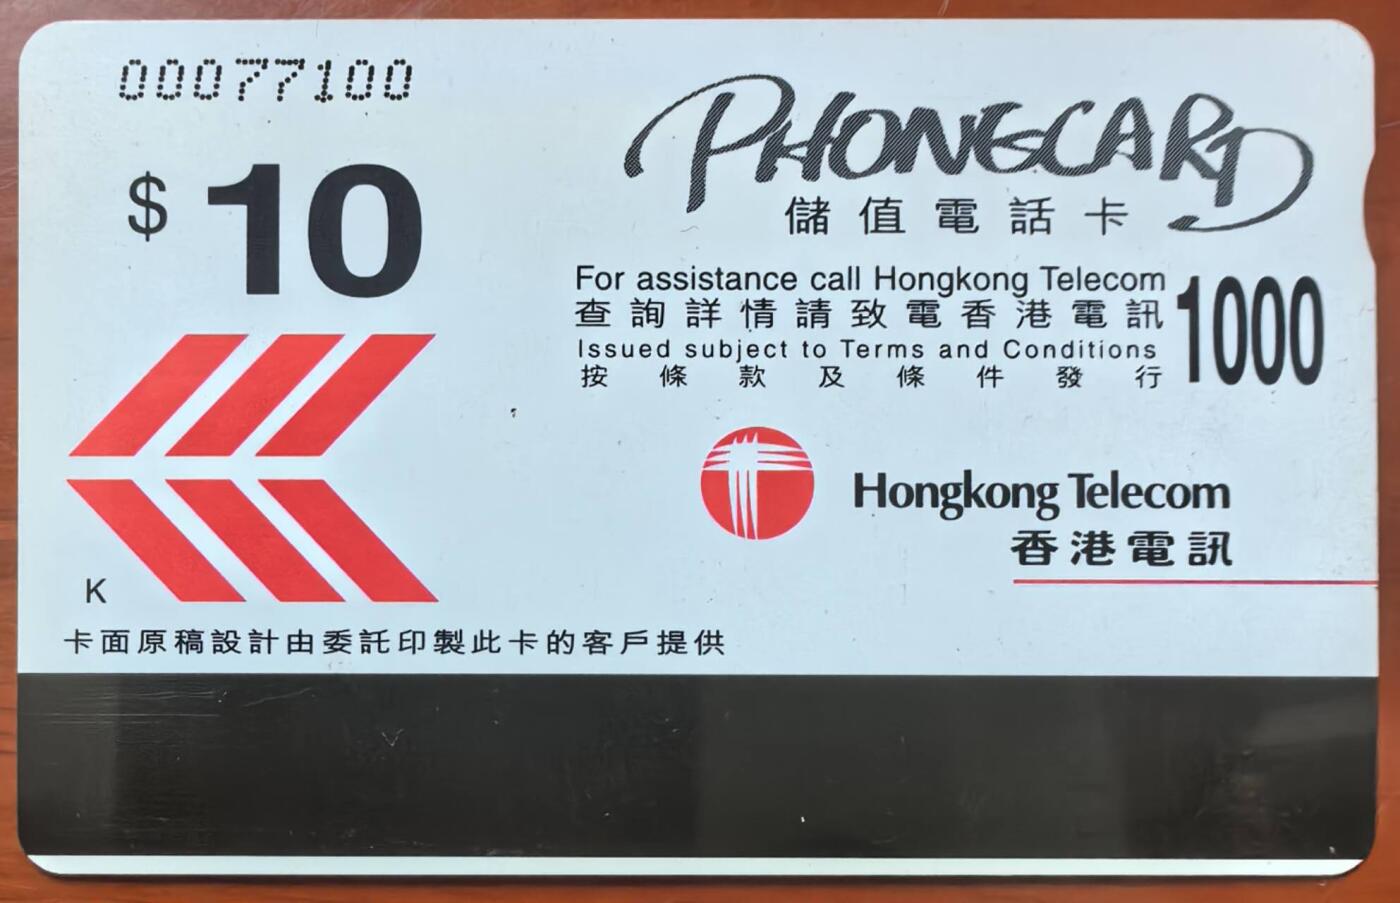 00077100
$10
PHONECARD
儲值電話卡
For assistance call Hongkong Telecom
查詢詳情請致電香港電訊
1000
Issued subject to Terms and Conditions
按條款及條件發行
Hongkong Telecom
香港電訊
K
卡面原稿設計由委託印製此卡的客戶提供